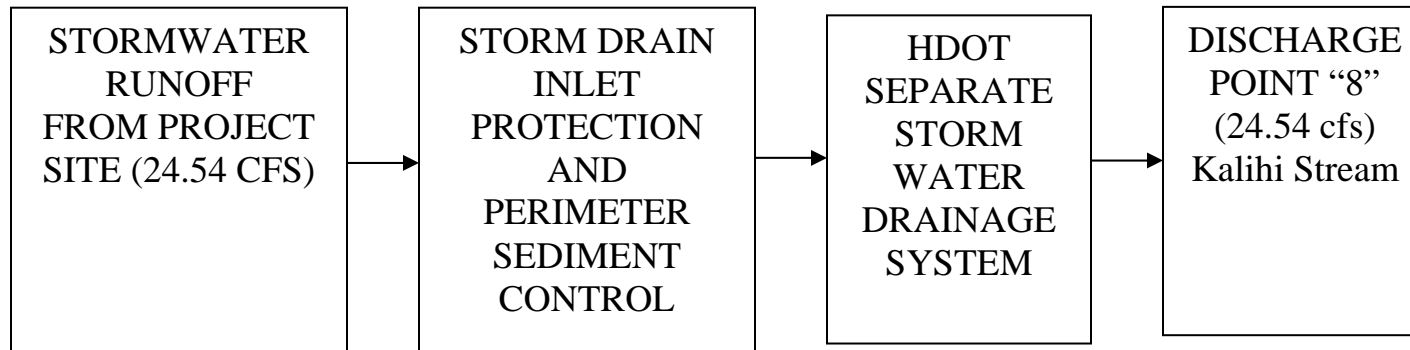 STORMWATER
RUNOFF
FROM PROJECT
SITE (24.54 CFS)
STORM DRAIN
INLET
PROTECTION
AND
PERIMETER
SEDIMENT
CONTROL
HDOT
SEPARATE
STORM
WATER
DRAINAGE
SYSTEM
DISCHARGE
POINT “8”
(24.54 cfs)
Kalihi Stream